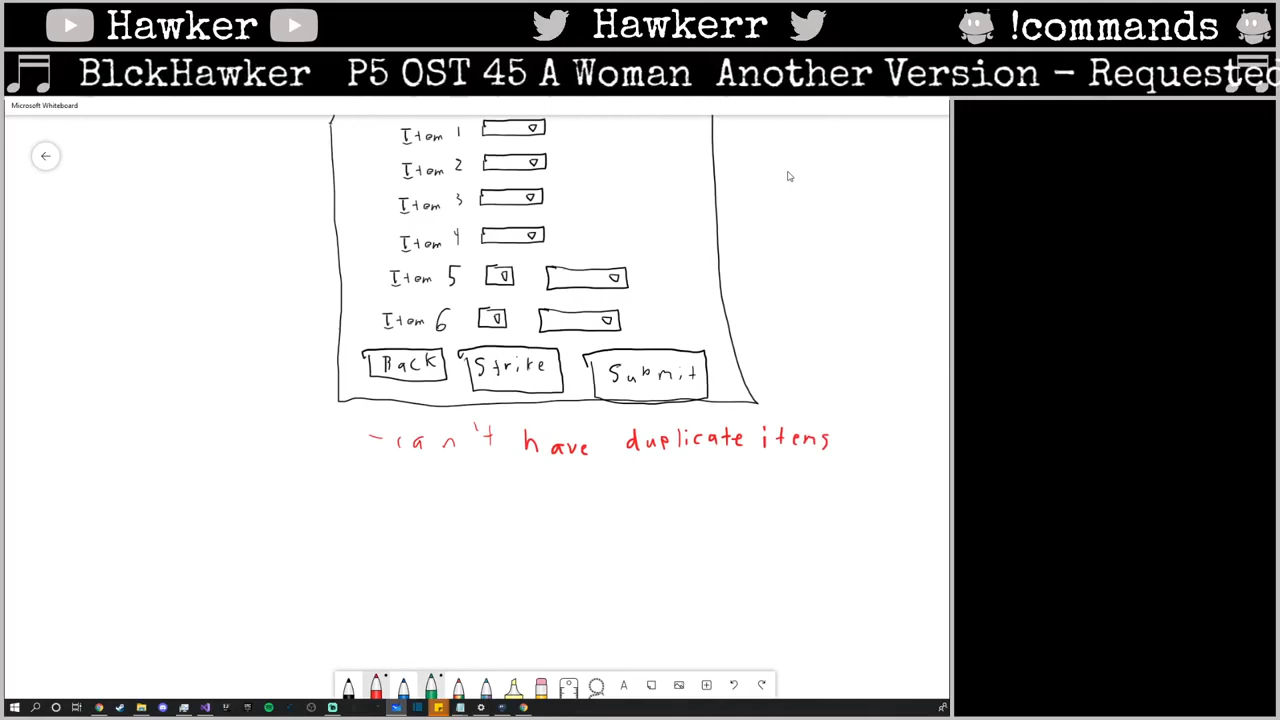 Hawker Hawkerr !commands
BlckHawker P5 OST 45 A Woman Another Version - Requested
Microsoft Whiteboard
Item 1
Item 2
Item 3
Item 4
Item 5
Item 6
Back Strike Submit
- can't have duplicate items
A